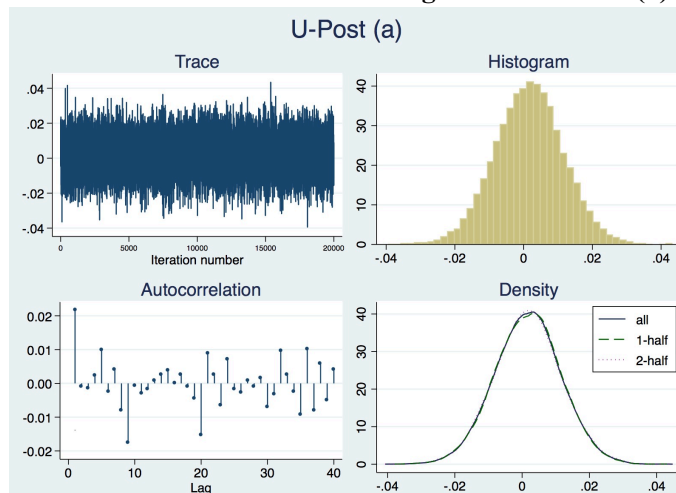 U-Post (a)
Trace
.04
.02
0
-.02
-.04
0 5000 10000 15000 20000
Iteration number
Histogram
40
30
20
10
0
-.04 -.02 0 .02 .04
Autocorrelation
0.02
0.01
0.00
-0.01
-0.02
0 10 20 30 40
Lag
Density
40
30
20
10
0
-.04 -.02 0 .02 .04
all
1-half
2-half